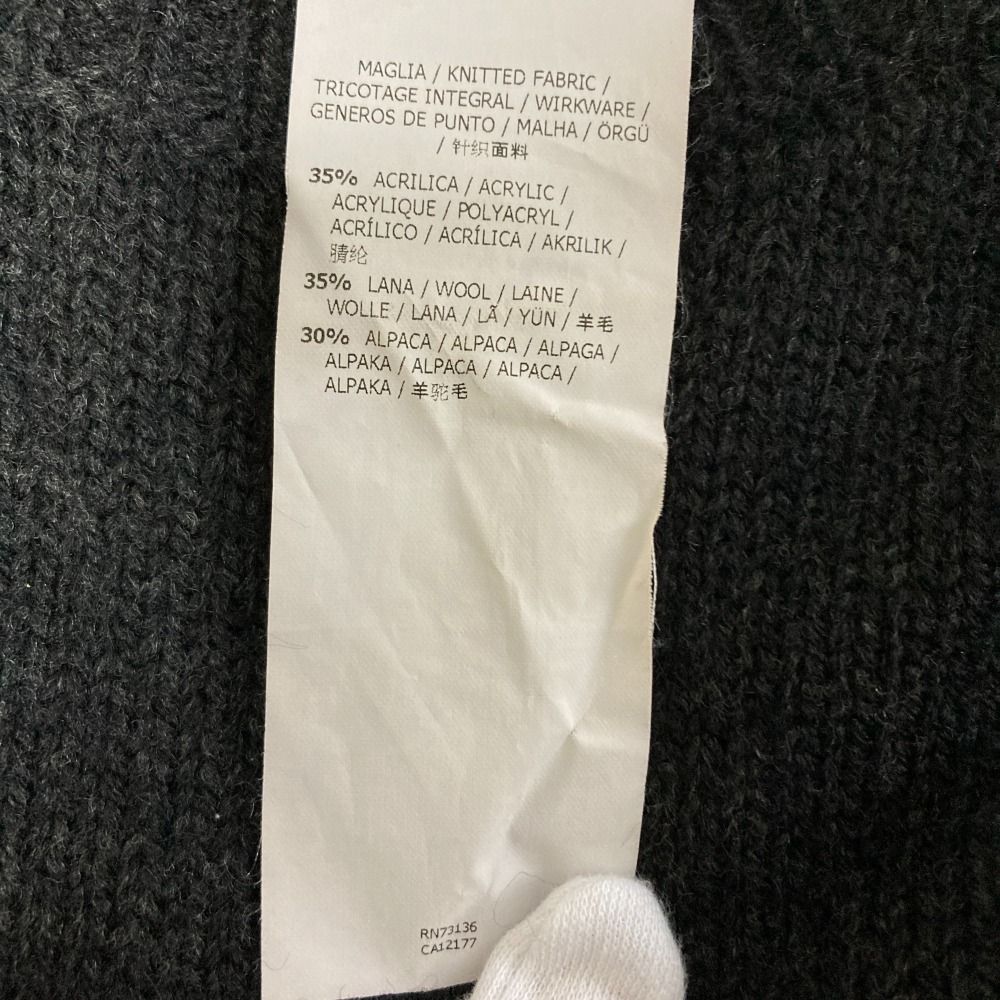 MAGLIA / KNITTED FABRIC /
TRICOTAGE INTEGRAL / WIRKWARE /
GENEROS DE PUNTO / MALHA / ÖRGÜ
/ 针织面料
35% ACRILICA / ACRYLIC /
ACRYLIQUE / POLYACRYL /
ACRÍLICO / ACRÍLICA / AKRILIK /
腈纶
35% LANA / WOOL / LAINE /
WOLLE / LANA / LÃ / YÜN / 羊毛
30% ALPACA / ALPACA / ALPAGA /
ALPAKA / ALPACA / ALPACA /
ALPAKA / 羊驼毛
RN73136
CA12177